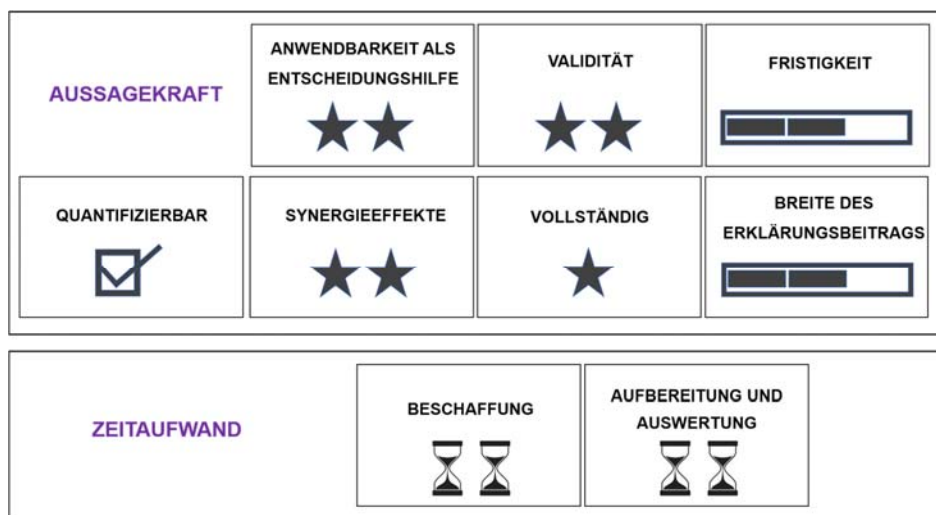 AUSSAGEKRAFT
ANWENDBARKEIT ALS
ENTSCHEIDUNGSHILFE
VALIDITÄT
FRISTIGKEIT
QUANTIFIZIERBAR
SYNERGIEEFFEKTE
VOLLSTÄNDIG
BREITE DES
ERKLÄRUNGSBEITRAGS
ZEITAUFWAND
BESCHAFFUNG
AUFBEREITUNG UND
AUSWERTUNG